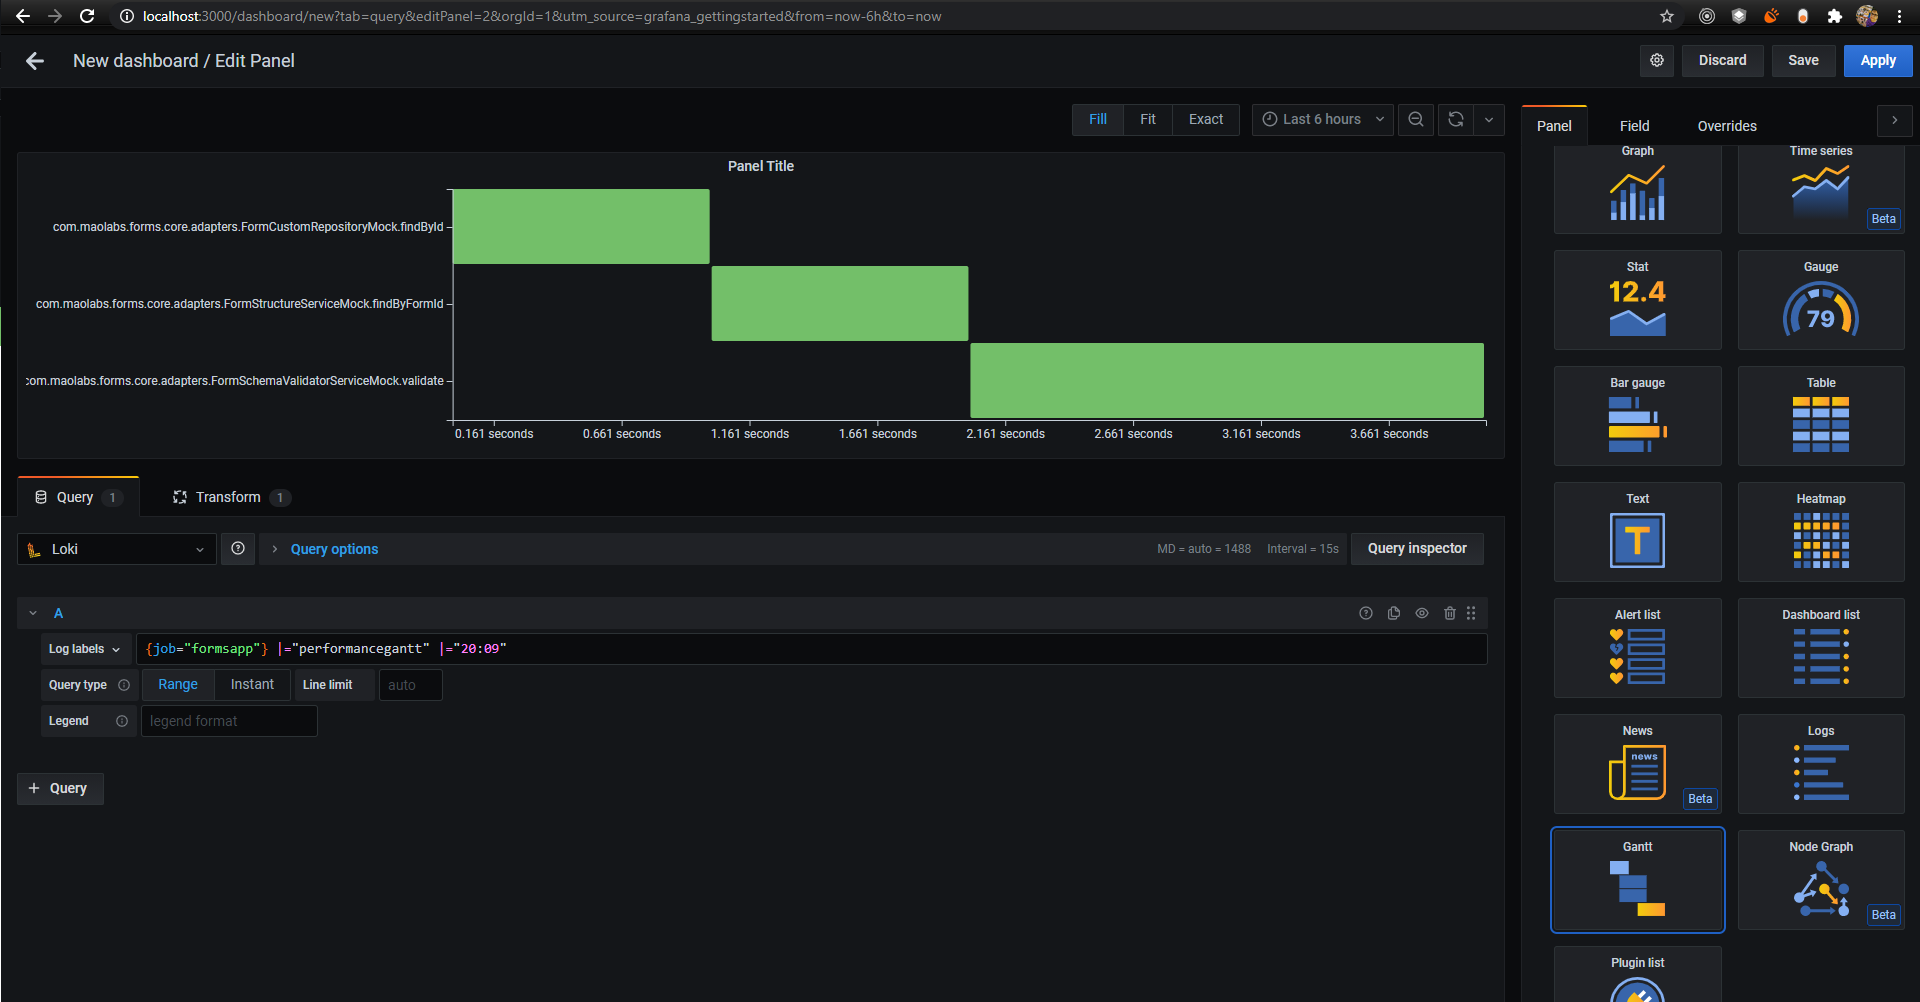 localhost:3000/dashboard/new?tab=query&editPanel=2&orgId=1&utm_source=grafana_gettingstarted&from=now-6h&to=now
New dashboard / Edit Panel
Discard
Save
Apply
Fill
Fit
Exact
Last 6 hours
Panel
Field
Overrides
Panel Title
com.maolabs.forms.core.adapters.FormCustomRepositoryMock.findById
com.maolabs.forms.core.adapters.FormStructureServiceMock.findByFormId
com.maolabs.forms.core.adapters.FormSchemaValidatorServiceMock.validate
0.161 seconds
0.661 seconds
1.161 seconds
1.661 seconds
2.161 seconds
2.661 seconds
3.161 seconds
3.661 seconds
Query 1
Transform 1
Loki
Query options
MD = auto = 1488
Interval = 15s
Query inspector
A
Log labels
{job="formsapp"} |="performancegantt" |="20:09"
Query type
Range
Instant
Line limit
auto
Legend
legend format
+ Query
Graph
Time series
Beta
Stat
12.4
Gauge
79
Bar gauge
Table
Text
T
Heatmap
Alert list
Dashboard list
News
news
Beta
Logs
Gantt
Node Graph
Beta
Plugin list